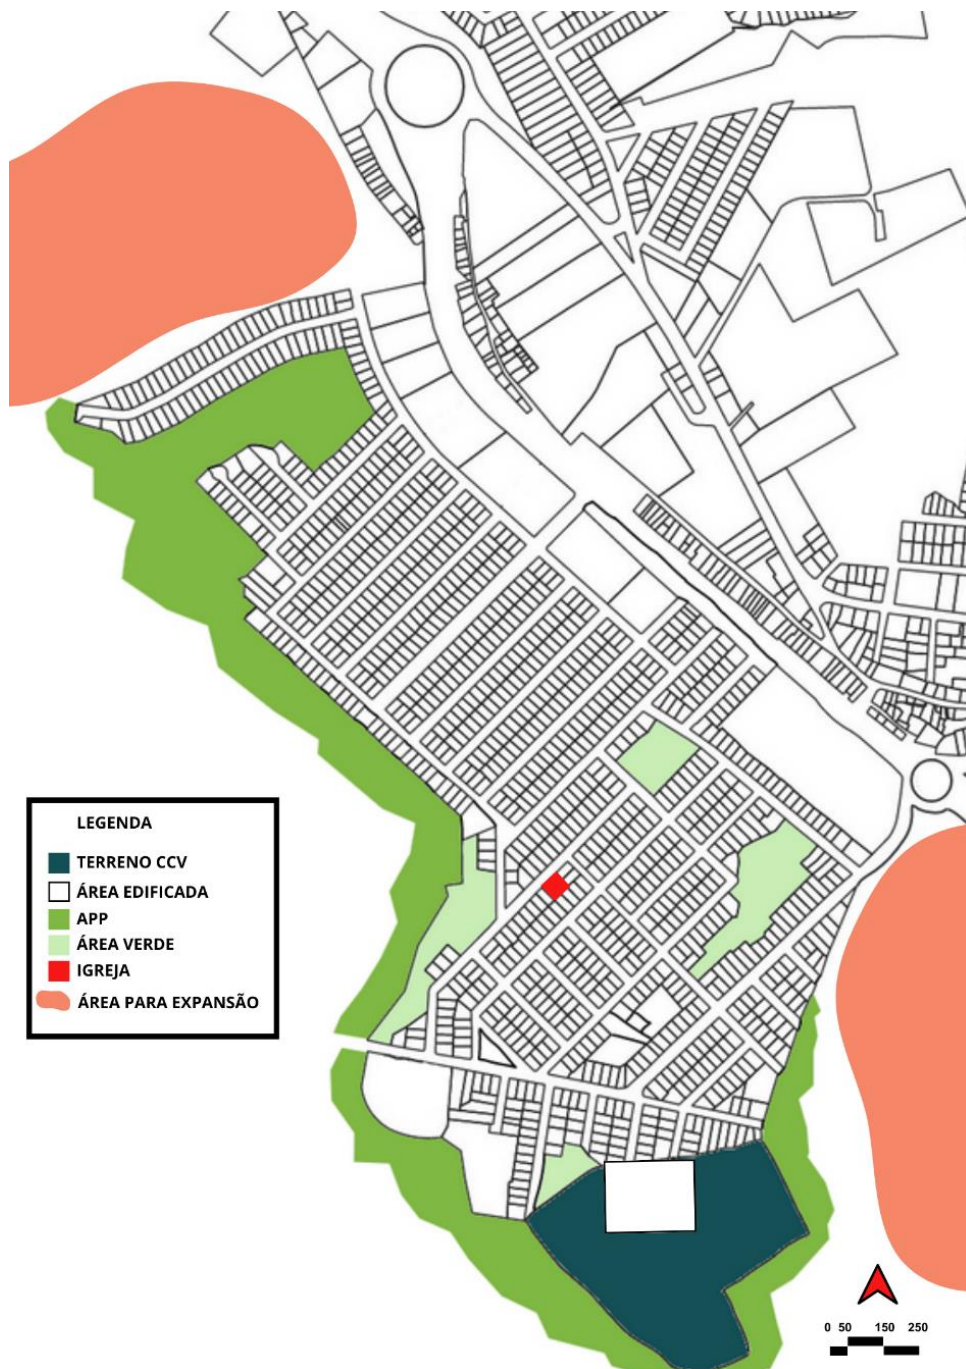 LEGENDA
TERRENO CCV
ÁREA EDIFICADA
APP
ÁREA VERDE
IGREJA
ÁREA PARA EXPANSÃO
0 50 150 250